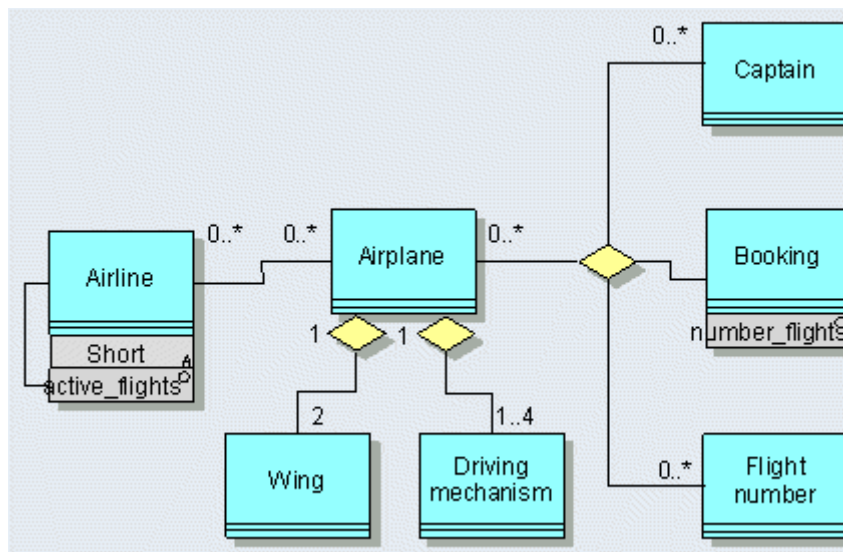 0..*
Captain
0..*
0..*
Airplane
0..*
Booking
Airline
number_flights
Short
A
active_flights
1
1
2
1..4
Wing
Driving
mechanism
0..*
Flight
number